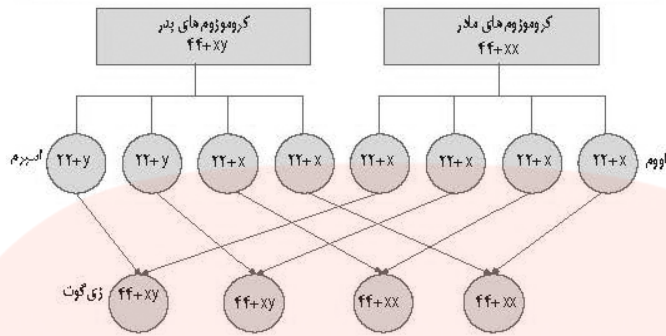 کروموزوم های پدر
۴۴+xy
کروموزوم های مادر
۴۴+xx
اسپرم
۲۲+y
۲۲+y
۲۲+x
۲۲+x
۲۲+x
۲۲+x
۲۲+x
۲۲+x
اووم
زی گوت
۴۴+xy
۴۴+xy
۴۴+xx
۴۴+xx